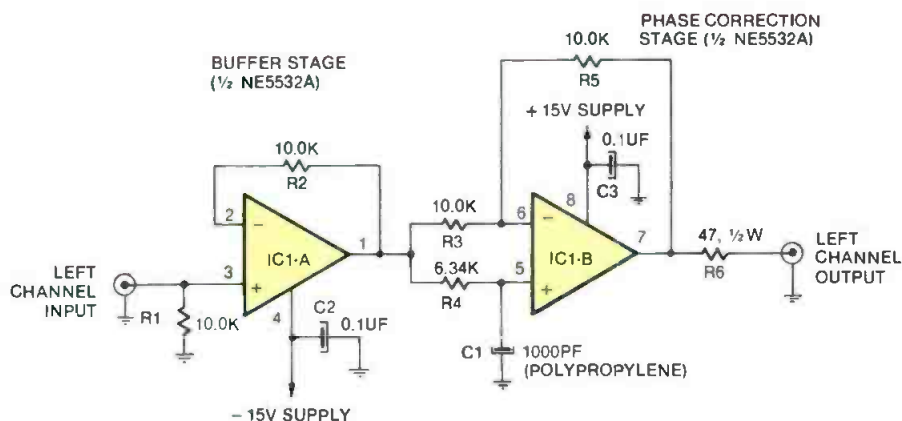 PHASE CORRECTION
STAGE (½ NE5532A)
BUFFER STAGE
(½ NE5532A)
10.0K
R5
+ 15V SUPPLY
0.1UF
C3
10.0K
R2
2
-
IC1-A
1
3
+
4
C2
0.1UF
- 15V SUPPLY
LEFT
CHANNEL
INPUT
R1
10.0K
10.0K
R3
6.34K
R4
6
-
8
IC1-B
7
5
+
C1
1000PF
(POLYPROPYLENE)
47, ½W
R6
LEFT
CHANNEL
OUTPUT